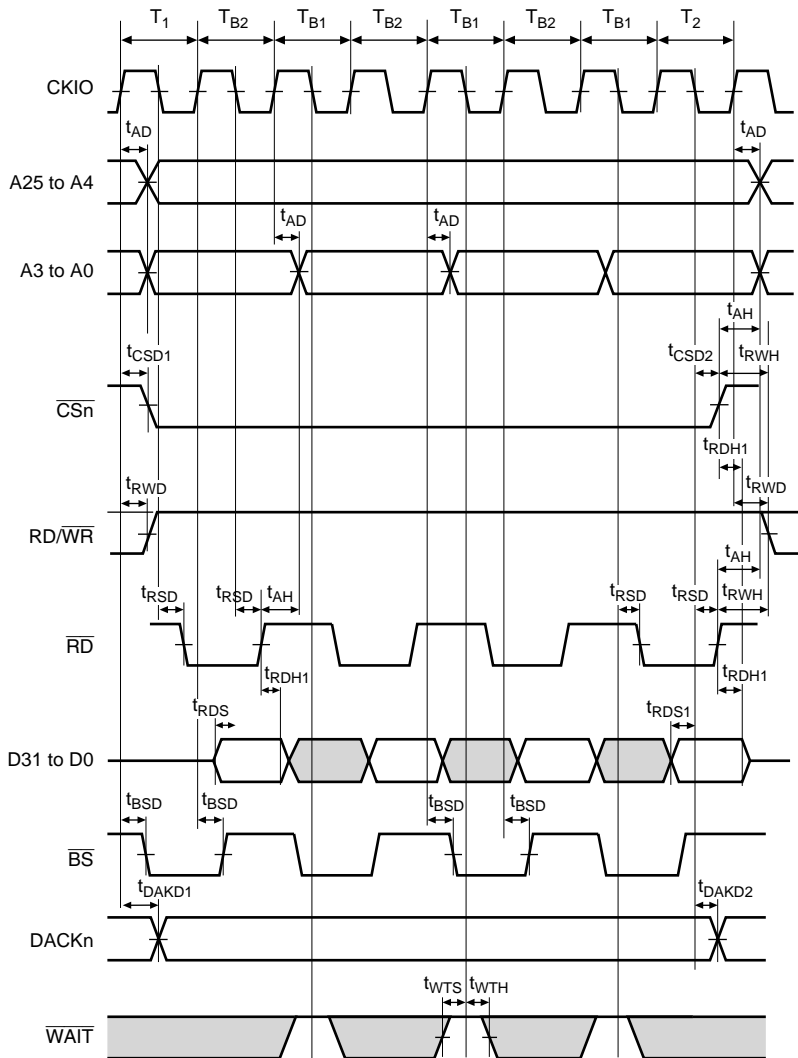 T1 TB2 TB1 TB2 TB1 TB2 TB1 T2
CKIO
tAD tAD
A25 to A4
tAD tAD
A3 to A0
tAH
tCSD1 tCSD2 tRWH
CSn
tRDH1
tRWD tRWD
RD/WR
tAH
tRSD tRSD tAH tRSD tRSD tRWH
RD
tRDH1 tRDH1
tRDS tRDS1
D31 to D0
tBSD tBSD tBSD tBSD
BS
tDAKD1 tDAKD2
DACKn
tWTS tWTH
WAIT